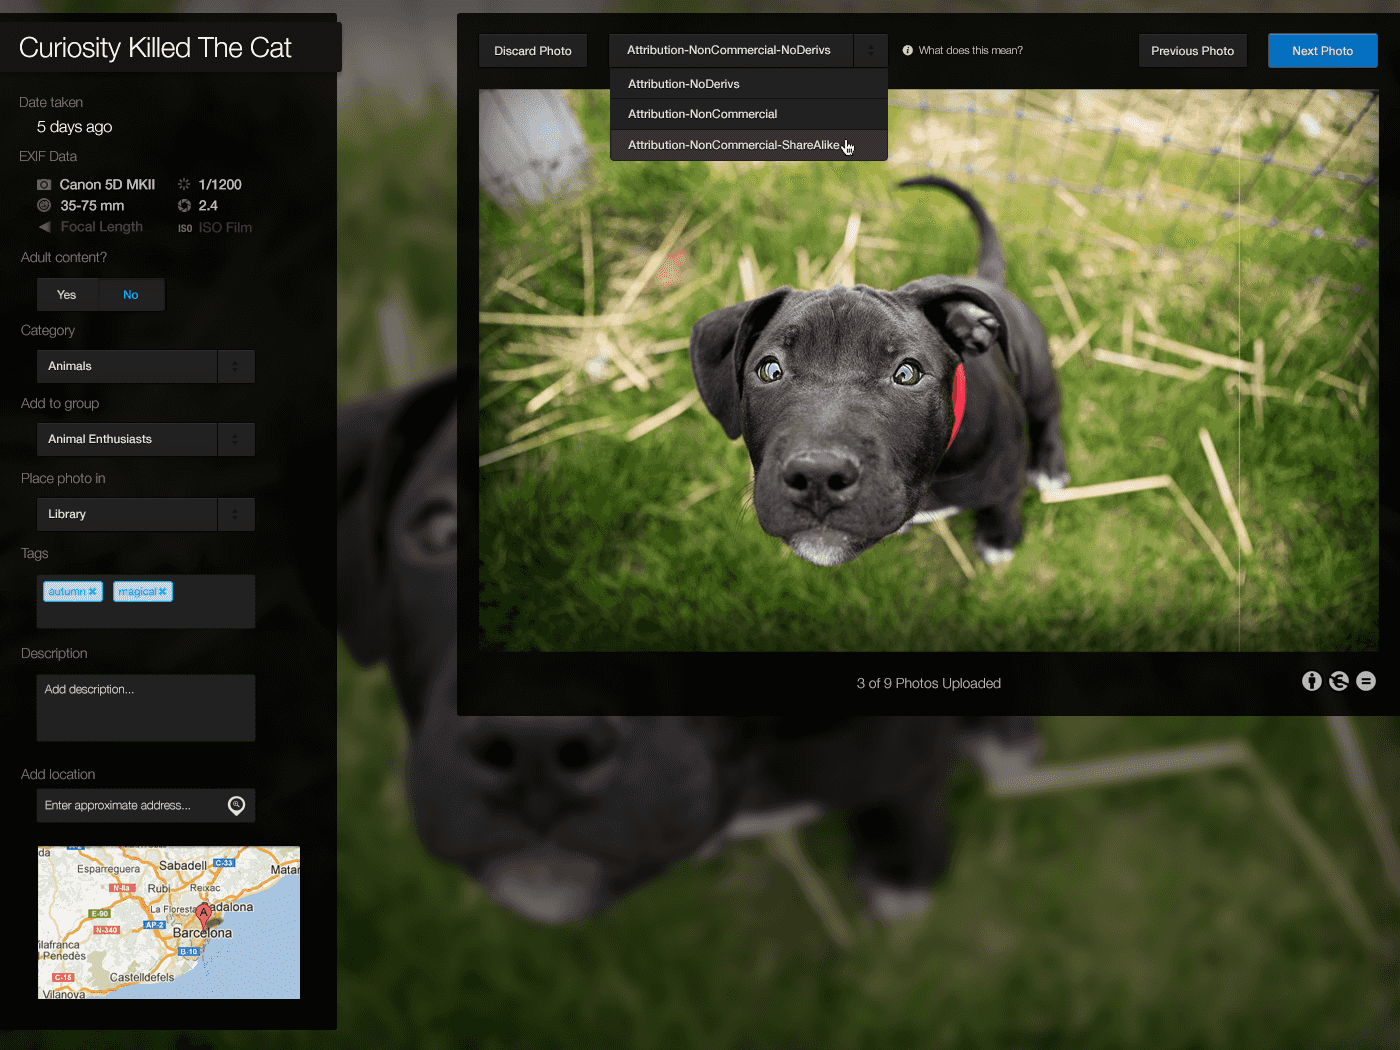 Curiosity Killed The Cat
Date taken
5 days ago
EXIF Data
Canon 5D MKII 1/1200
35-75 mm 2.4
Focal Length ISO ISO Film
Adult content?
Yes No
Category
Animals
Add to group
Animal Enthusiasts
Place photo in
Library
Tags
autumn magical
Description
Add description...
Add location
Enter approximate address...
da
Sabadell C-33
Esparreguera Matar
N-IIa Rubi Reixac
La Floresta adalona
E-90 A
N-340 AP-2 Barcelona
ilafranca B-10
l Penedès
C-15 Castelldefels
Vilanova
Discard Photo Attribution-NonCommercial-NoDerivs What does this mean? Previous Photo Next Photo
Attribution-NoDerivs
Attribution-NonCommercial
Attribution-NonCommercial-ShareAlike
3 of 9 Photos Uploaded